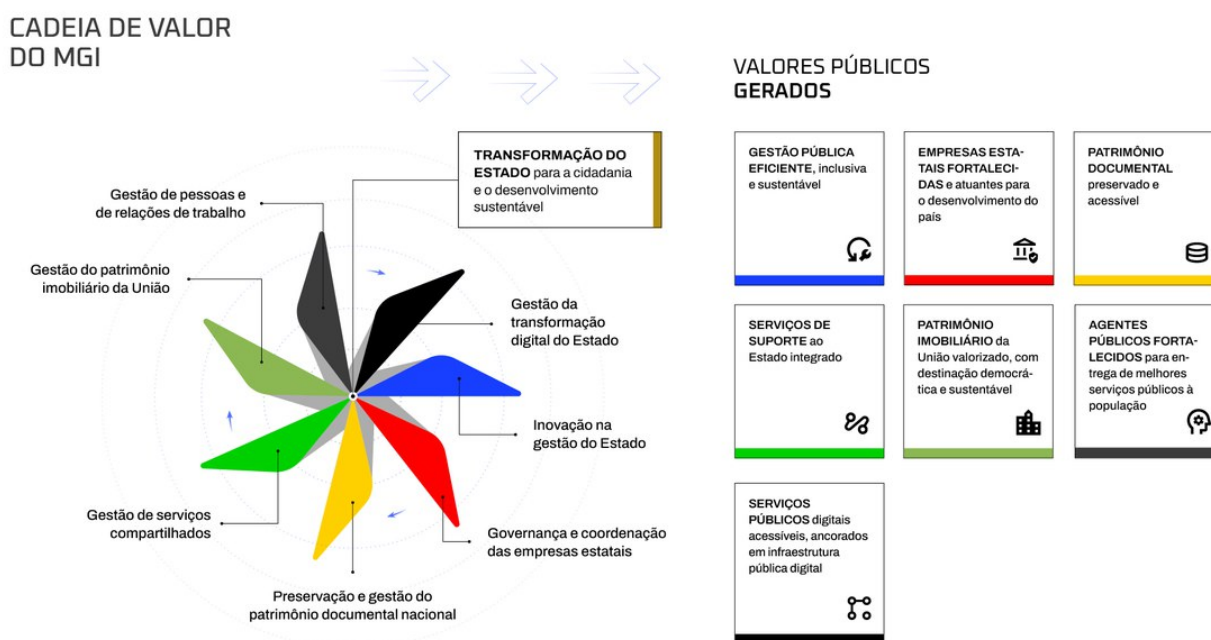 CADEIA DE VALOR
DO MGI
TRANSFORMAÇÃO DO
ESTADO para a cidadania
e o desenvolvimento
sustentável
Gestão de pessoas e
de relações de trabalho
Gestão do patrimônio
imobiliário da União
Gestão da
transformação
digital do Estado
Inovação na
gestão do Estado
Gestão de serviços
compartilhados
Governança e coordenação
das empresas estatais
Preservação e gestão do
patrimônio documental nacional
VALORES PÚBLICOS
GERADOS
GESTÃO PÚBLICA
EFICIENTE, inclusiva
e sustentável
EMPRESAS ESTA-
TAIS FORTALECI-
DAS e atuantes para
o desenvolvimento do
país
PATRIMÔNIO
DOCUMENTAL
preservado e
acessível
SERVIÇOS DE
SUPORTE ao
Estado integrado
PATRIMÔNIO
IMOBILIÁRIO da
União valorizado, com
destinação democrá-
tica e sustentável
AGENTES
PÚBLICOS FORTA-
LECIDOS para en-
trega de melhores
serviços públicos à
população
SERVIÇOS
PÚBLICOS digitais
acessíveis, ancorados
em infraestrutura
pública digital